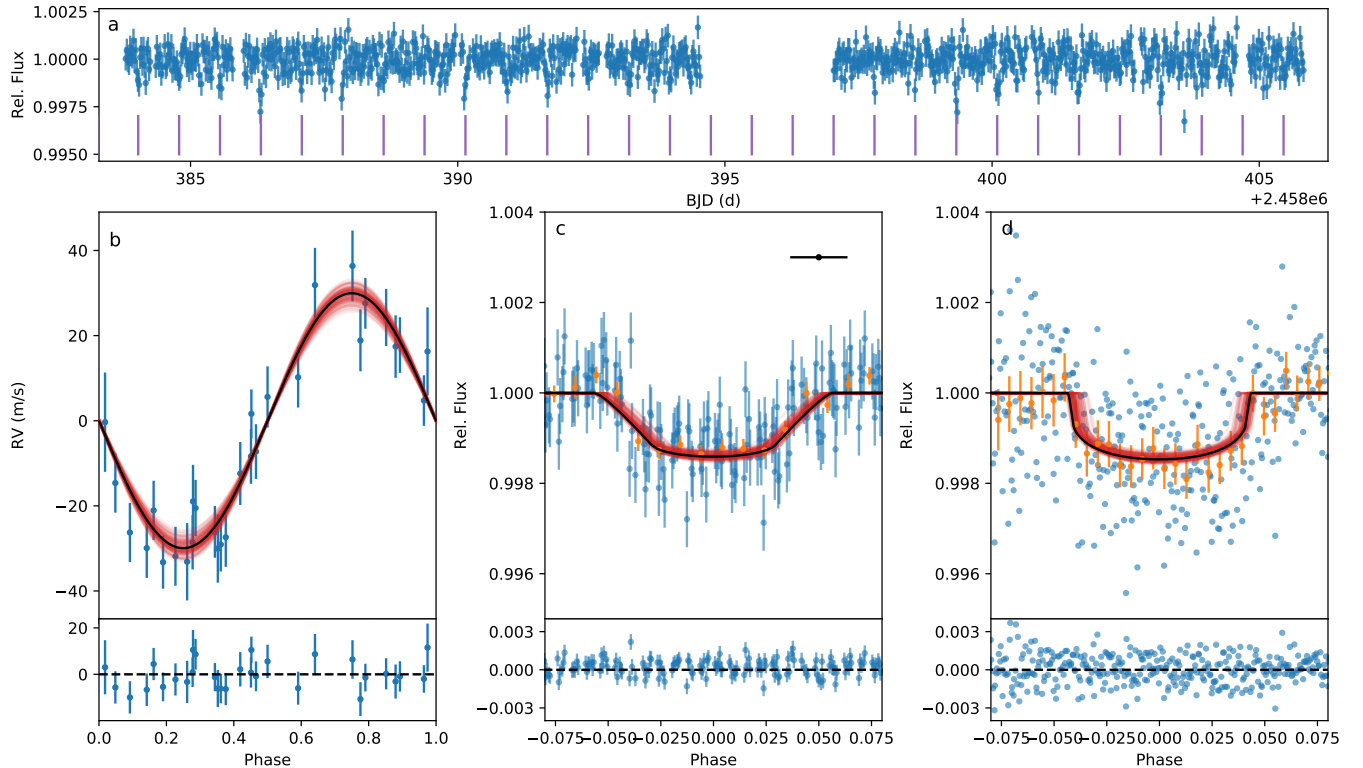 a
Rel. Flux
1.0025
1.0000
0.9975
0.9950
385 390 395 400 405
BJD (d)
+2.458e6
b
RV (m/s)
40
20
0
−20
−40
20
0
0.0 0.2 0.4 0.6 0.8 1.0
Phase
c
Rel. Flux
1.004
1.002
1.000
0.998
0.996
0.003
0.000
−0.003
−0.075 −0.050 −0.025 0.000 0.025 0.050 0.075
Phase
d
Rel. Flux
1.004
1.002
1.000
0.998
0.996
0.003
0.000
−0.003
−0.075 −0.050 −0.025 0.000 0.025 0.050 0.075
Phase